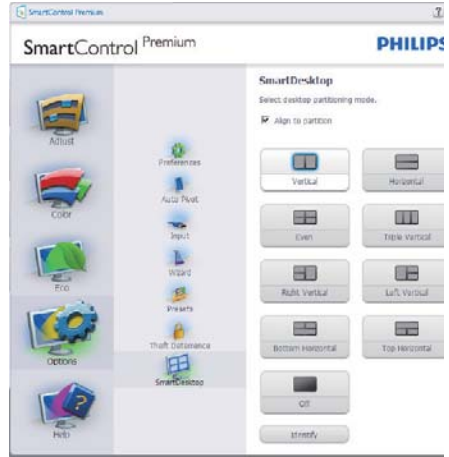 SmartControl Premium
?
SmartControl Premium
PHILIPS
SmartDesktop
Select desktop partitioning mode.
Align to partition
Adjust
Color
Eco
Options
Help
Preferences
Auto Pivot
Input
Wizard
Presets
Theft Deterrence
SmartDesktop
Vertical
Horizontal
Even
Triple Vertical
Right Vertical
Left Vertical
Bottom Horizontal
Top Horizontal
Off
Identify